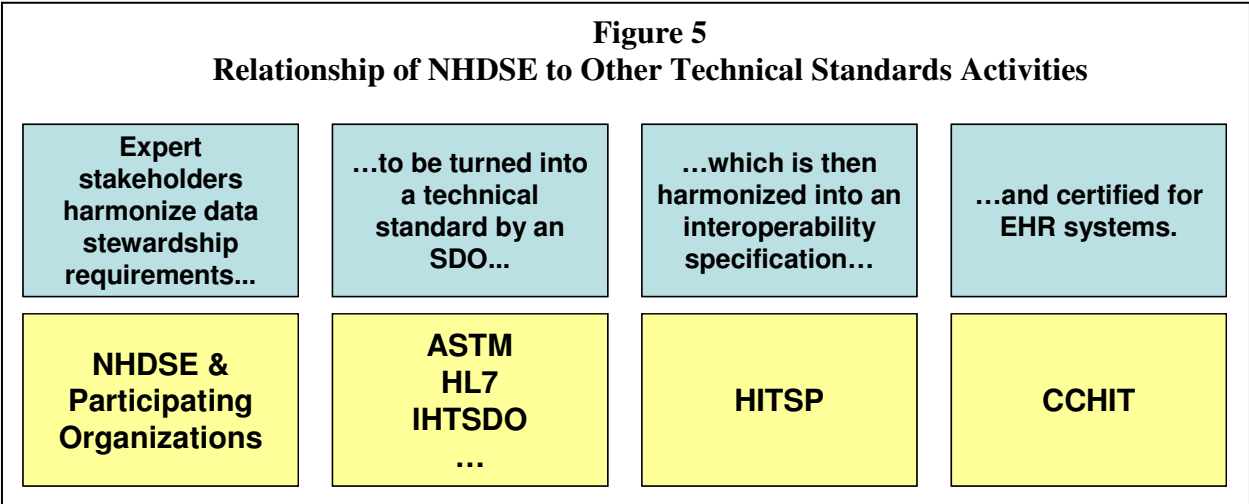 Figure 5
Relationship of NHDSE to Other Technical Standards Activities
Expert
stakeholders
harmonize data
stewardship
requirements...
…to be turned into
a technical
standard by an
SDO...
…which is then
harmonized into an
interoperability
specification…
…and certified for
EHR systems.
NHDSE &
Participating
Organizations
ASTM
HL7
IHTSDO
…
HITSP
CCHIT